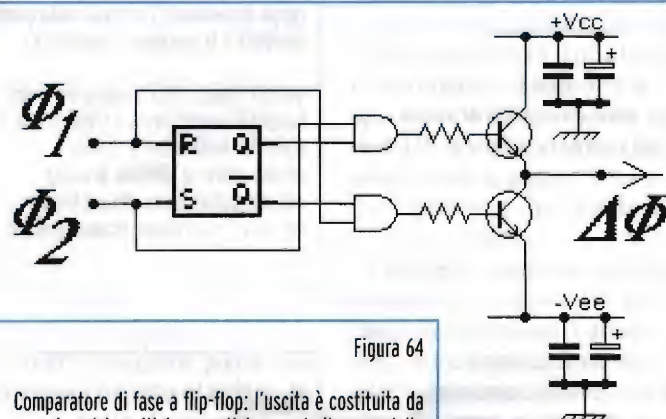 +Vcc
+
Φ1
R Q
Φ2
S Q
ΔΦ
-Vee
+
Figura 64
Comparatore di fase a flip-flop: l'uscita è costituita da